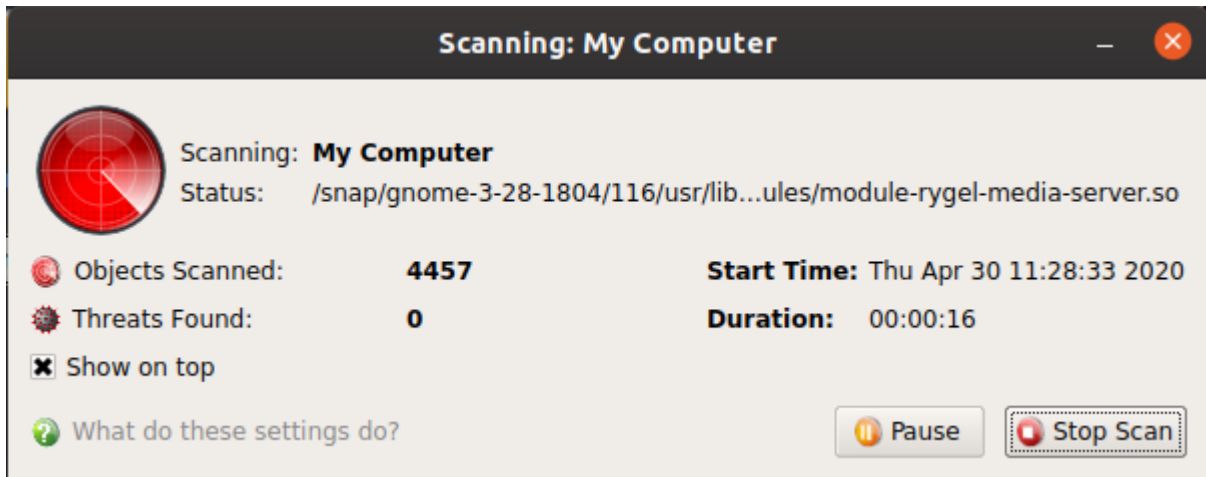 Scanning: My Computer
Scanning: My Computer
Status: /snap/gnome-3-28-1804/116/usr/lib...ules/module-rygel-media-server.so
Objects Scanned: 4457 Start Time: Thu Apr 30 11:28:33 2020
Threats Found: 0 Duration: 00:00:16
Show on top
What do these settings do? Pause Stop Scan